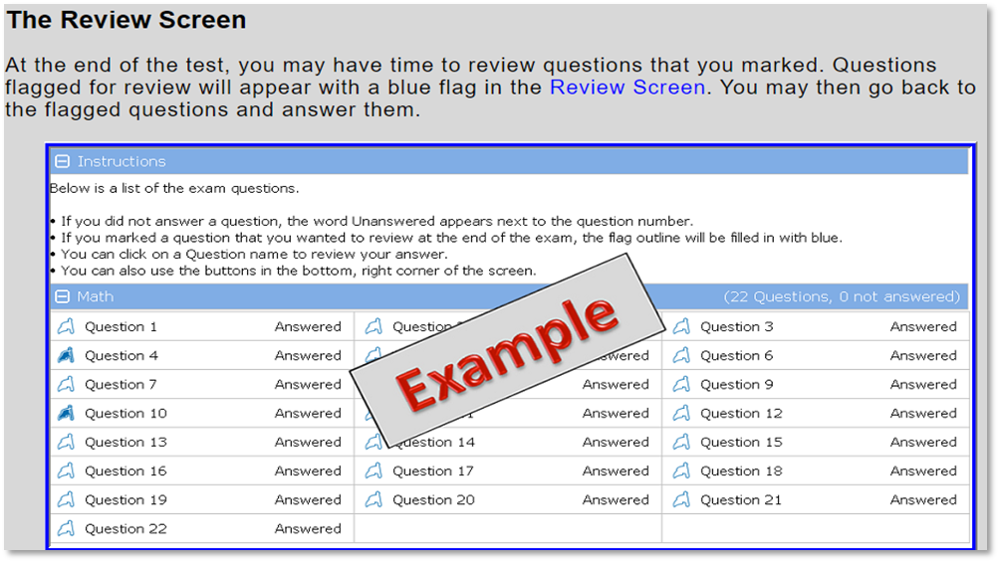 The Review Screen
At the end of the test, you may have time to review questions that you marked. Questions
flagged for review will appear with a blue flag in the Review Screen. You may then go back to
the flagged questions and answer them.
Instructions
Below is a list of the exam questions.
• If you did not answer a question, the word Unanswered appears next to the question number.
• If you marked a question that you wanted to review at the end of the exam, the flag outline will be filled in with blue.
• You can click on a Question name to review your answer.
• You can also use the buttons in the bottom, right corner of the screen.
Math (22 Questions, 0 not answered)
Question 1 Answered Question Answered Question 3 Answered
Question 4 Answered Question 6 Answered
Question 7 Answered Answered Question 9 Answered
Question 10 Answered Answered Question 12 Answered
Question 13 Answered Question 14 Answered Question 15 Answered
Question 16 Answered Question 17 Answered Question 18 Answered
Question 19 Answered Question 20 Answered Question 21 Answered
Question 22 Answered
Example